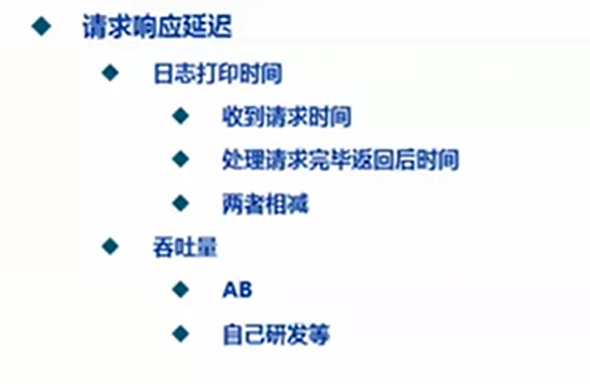 请求响应延迟
日志打印时间
收到请求时间
处理请求完毕返回后时间
两者相减
吞吐量
AB
自己研发等